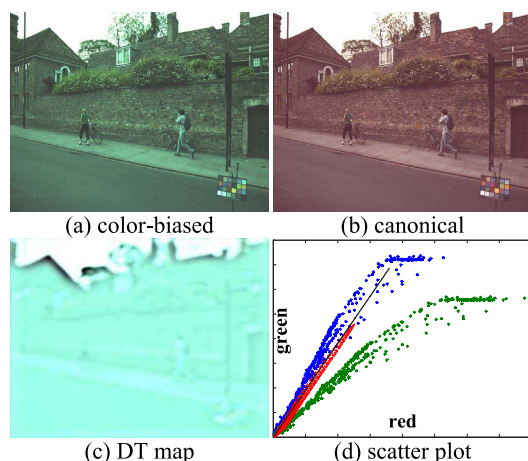 (a) color-biased
(b) canonical
green
red
(c) DT map
(d) scatter plot